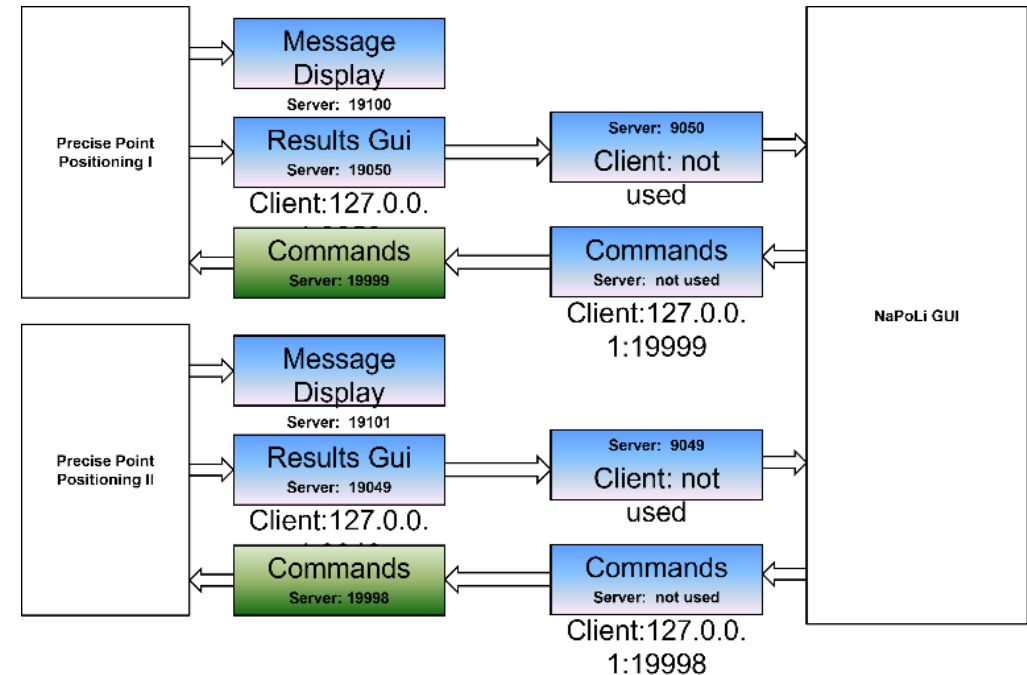 Message
Display
Server: 19100
Precise Point
Positioning I
Results Gui
Server: 19050
Client:127.0.0.
Server: 9050
Client: not
used
Commands
Server: 19999
Commands
Server: not used
Client:127.0.0.
1:19999
NaPoLi GUI
Message
Display
Server: 19101
Precise Point
Positioning II
Results Gui
Server: 19049
Client:127.0.0.
Server: 9049
Client: not
used
Commands
Server: 19998
Commands
Server: not used
Client:127.0.0.
1:19998